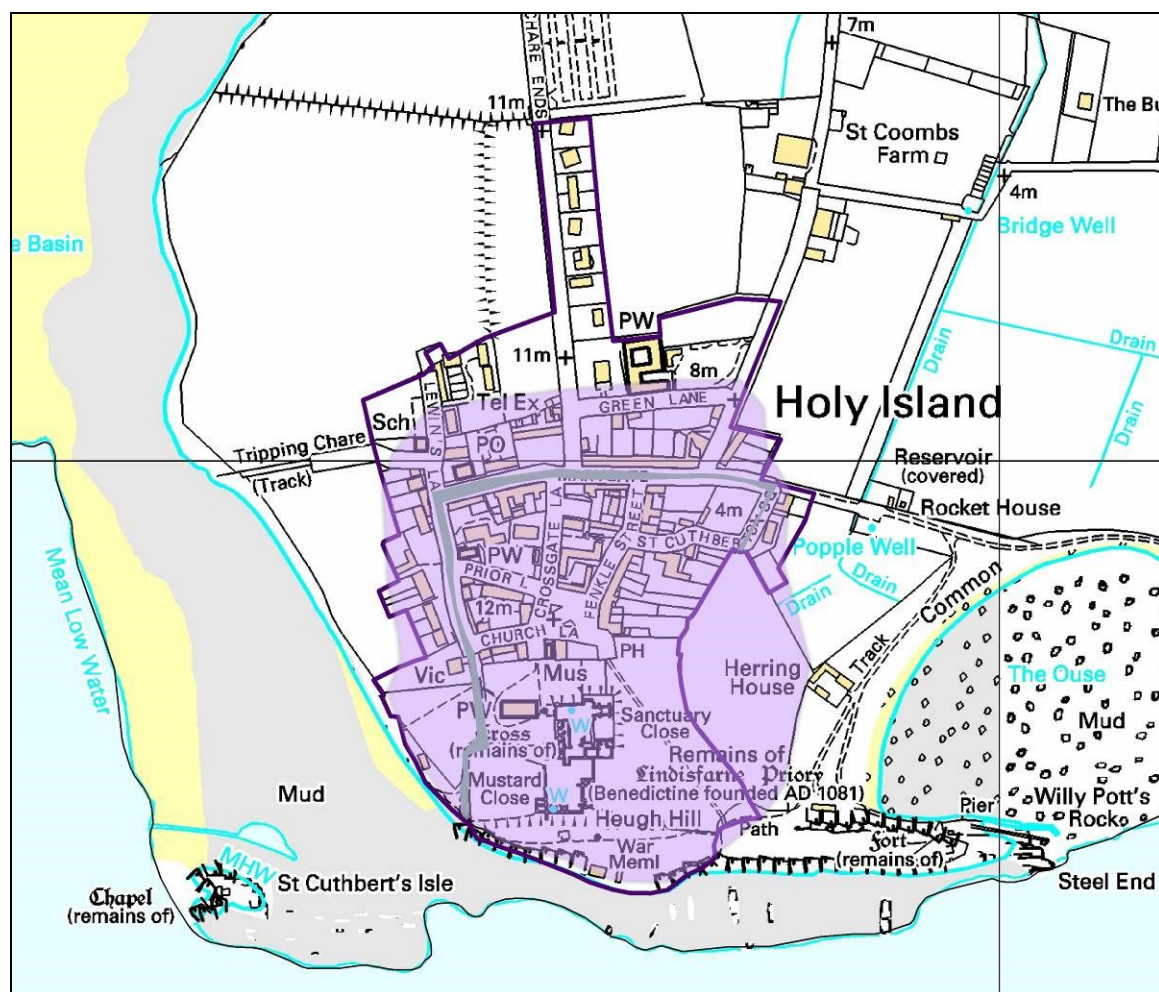 7m
CHARE ENDS
11m
The Bu
St Coombs
Farm
4m
Bridge Well
e Basin
Drain
Drain
PW
11m
8m
Holy Island
Tel Ex
GREEN LANE
Sch
PO
Drain
Tripping Chare
(Track)
Reservoir
(covered)
Rocket House
4m
ST CUTHBER
Popple Well
CROSSGATE LA
FENKLE STREET
PW
PRIOR L
Drain
Drain
Common
Mean Low Water
12m
CHURCH LA
PH
Track
Vic
Mus
Herring
House
The Ouse
PW
W
Sanctuary
Close
Mud
Cross
(remains of)
Remains of
Lindisfarne Priory
(Benedictine founded AD 1081)
Mustard
Close
W
Mud
Heugh Hill
Path
Pier
Willy Pott's
Rock
War
Meml
Fort
(remains of)
MHW
St Cuthbert's Isle
Steel End
Chapel
(remains of)